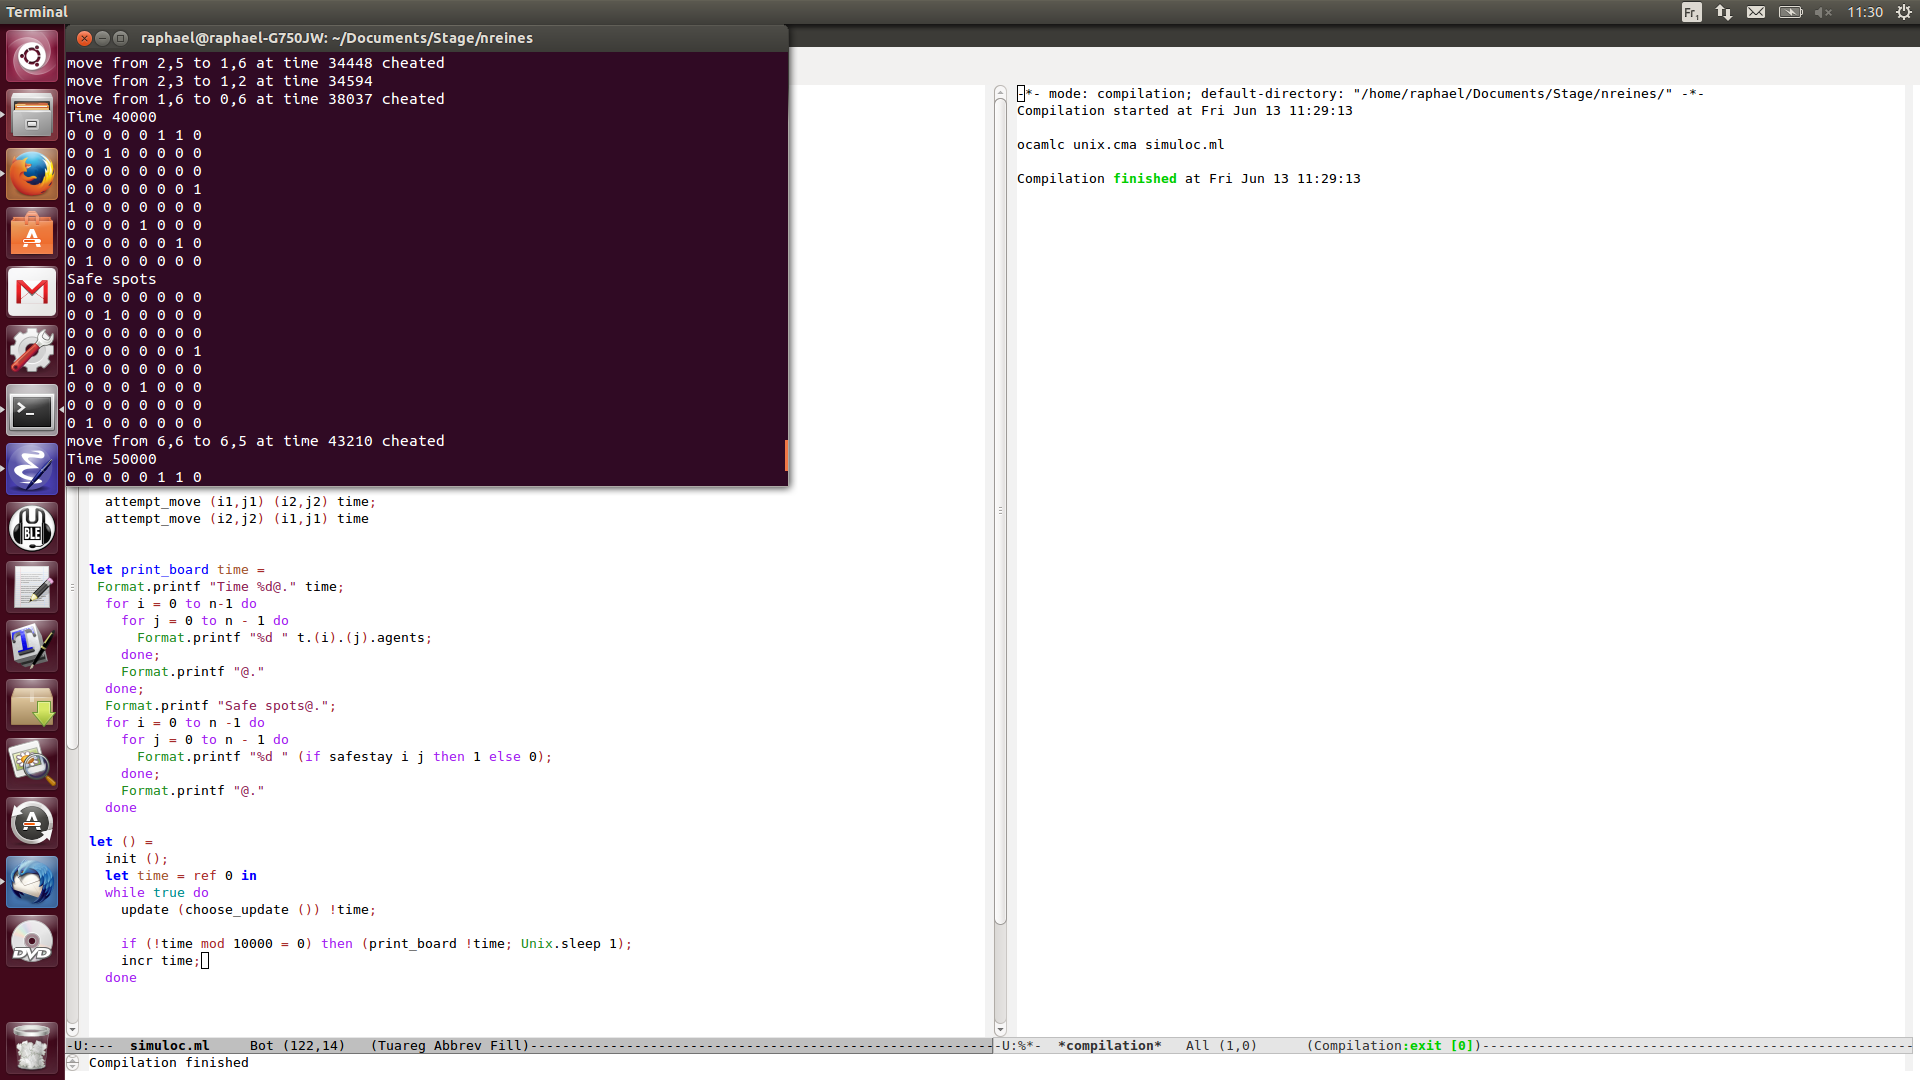 Terminal
Fr1
11:30
raphael@raphael-G750JW: ~/Documents/Stage/nreines
move from 2,5 to 1,6 at time 34448 cheated
move from 2,3 to 1,2 at time 34594
move from 1,6 to 0,6 at time 38037 cheated
Time 40000
0 0 0 0 0 1 1 0
0 0 1 0 0 0 0 0
0 0 0 0 0 0 0 0
0 0 0 0 0 0 0 1
1 0 0 0 0 0 0 0
0 0 0 0 1 0 0 0
0 0 0 0 0 0 1 0
0 1 0 0 0 0 0 0
Safe spots
0 0 0 0 0 0 0 0
0 0 1 0 0 0 0 0
0 0 0 0 0 0 0 0
0 0 0 0 0 0 0 1
1 0 0 0 0 0 0 0
0 0 0 0 1 0 0 0
0 0 0 0 0 0 0 0
0 1 0 0 0 0 0 0
move from 6,6 to 6,5 at time 43210 cheated
Time 50000
0 0 0 0 0 1 1 0
attempt_move (i1,j1) (i2,j2) time;
attempt_move (i2,j2) (i1,j1) time
let print_board time =
Format.printf "Time %d@." time;
for i = 0 to n-1 do
for j = 0 to n - 1 do
Format.printf "%d " t.(i).(j).agents;
done;
Format.printf "@."
done;
Format.printf "Safe spots@.";
for i = 0 to n -1 do
for j = 0 to n - 1 do
Format.printf "%d " (if safestay i j then 1 else 0);
done;
Format.printf "@."
done
let () =
init ();
let time = ref 0 in
while true do
update (choose_update ()) !time;
if (!time mod 10000 = 0) then (print_board !time; Unix.sleep 1);
incr time;
done
-U:--- simuloc.ml Bot (122,14) (Tuareg Abbrev Fill)
Compilation finished
-*- mode: compilation; default-directory: "/home/raphael/Documents/Stage/nreines/" -*-
Compilation started at Fri Jun 13 11:29:13
ocamlc unix.cma simuloc.ml
Compilation finished at Fri Jun 13 11:29:13
-U:%*- *compilation* All (1,0) (Compilation:exit [0])
BLE
DVD